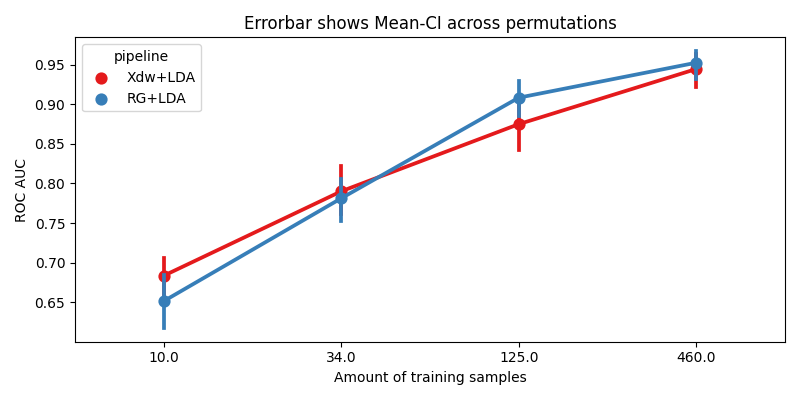 Errorbar shows Mean-CI across permutations
pipeline
Xdw+LDA
RG+LDA
ROC AUC
0.95
0.90
0.85
0.80
0.75
0.70
0.65
10.0 34.0 125.0 460.0
Amount of training samples